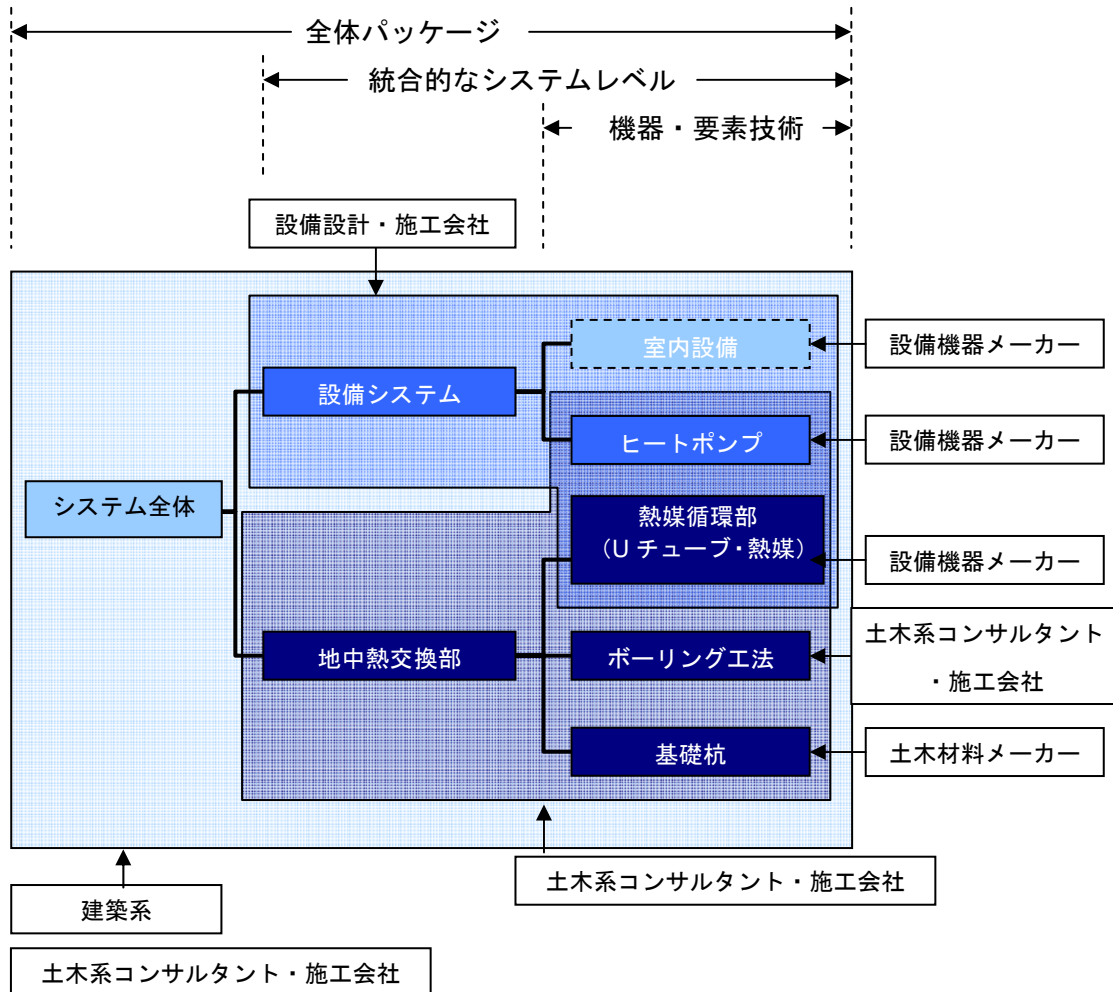 全体パッケージ
統合的なシステムレベル
機器・要素技術
設備設計・施工会社
室内設備
設備機器メーカー
設備システム
ヒートポンプ
設備機器メーカー
システム全体
熱媒循環部
（U チューブ・熱媒）
設備機器メーカー
地中熱交換部
ボーリング工法
土木系コンサルタント
・施工会社
基礎杭
土木材料メーカー
土木系コンサルタント・施工会社
建築系
土木系コンサルタント・施工会社